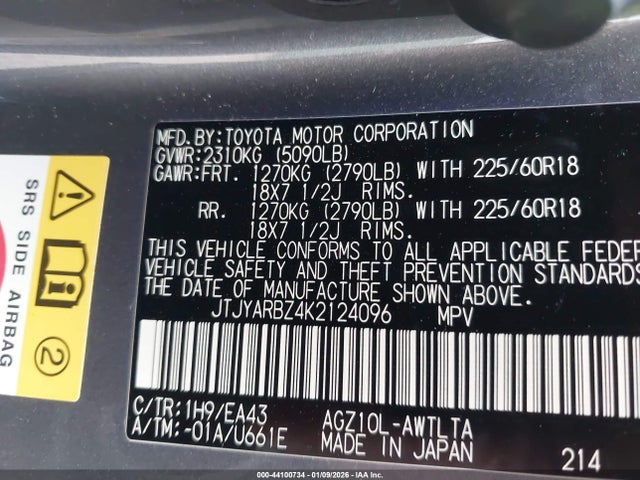 MFD.BY:TOYOTA MOTOR CORPORATION
GVWR:2310KG (5090LB)
GAWR:FRT. 1270KG (2790LB) WITH 225/60R18
18X7 1/2J RIMS.
RR. 1270KG (2790LB) WITH 225/60R18
18X7 1/2J RIMS.
THIS VEHICLE CONFORMS TO ALL APPLICABLE FEDER
VEHICLE SAFETY AND THEFT PREVENTION STANDARDS
THE DATE OF MANUFACTURE SHOWN ABOVE.
JTJYARBZ4K2124096 MPV
C/TR:1H9/EA43 AGZ10L-AWTLTA
A/TM:-01A/U661E MADE IN JAPAN 214
SRS SIDE AIRBAG
2
000-44100734 | 01/09/2026 - IAA Inc.